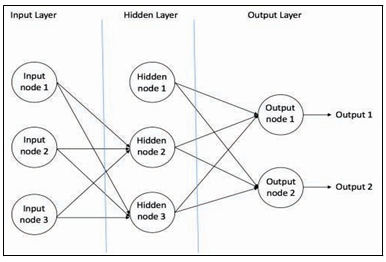 Input Layer
Hidden Layer
Output Layer
Input
node 1
Hidden
node 1
Output
node 1
Output 1
Input
node 2
Hidden
node 2
Output
node 2
Output 2
Input
node 3
Hidden
node 3